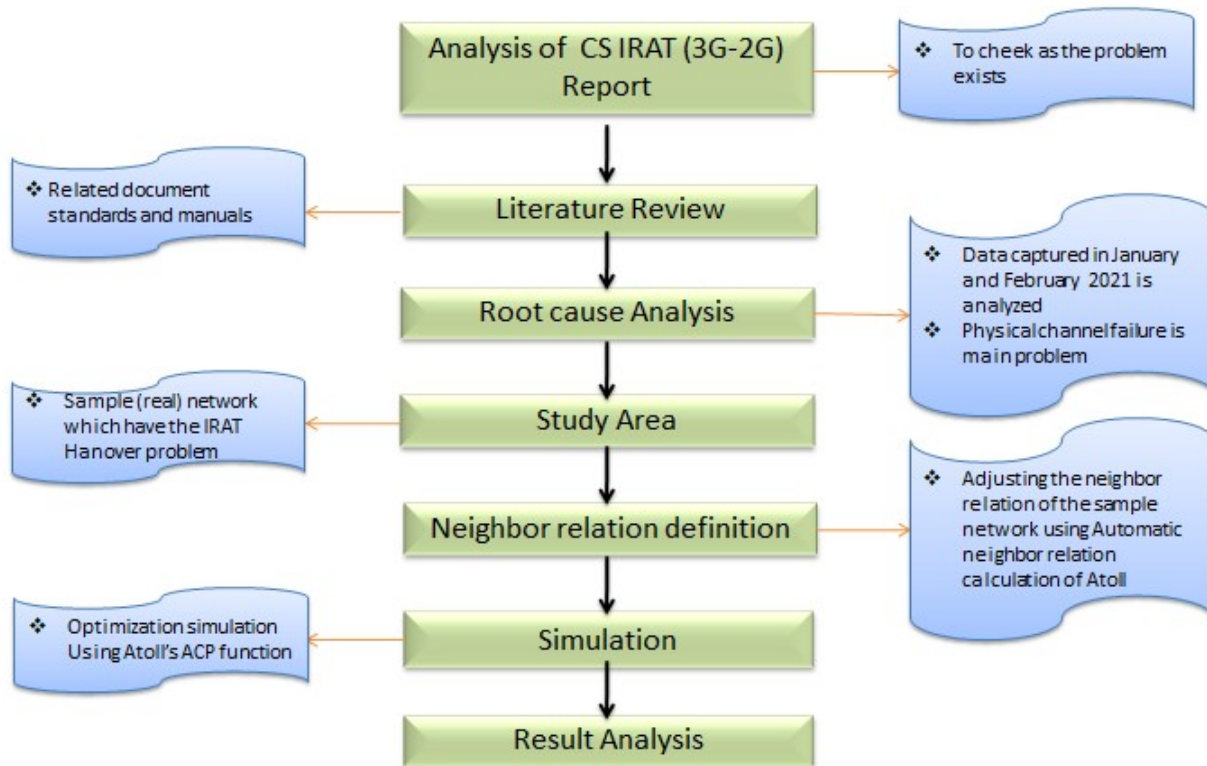 Analysis of CS IRAT (3G-2G)
Report
❖ To cheek as the problem
exists
Literature Review
❖ Related document
standards and manuals
Root cause Analysis
❖ Data captured in January
and February 2021 is
analyzed
❖ Physical channel failure is
main problem
Study Area
❖ Sample (real) network
which have the IRAT
Hanover problem
Neighbor relation definition
❖ Adjusting the neighbor
relation of the sample
network using Automatic
neighbor relation
calculation of Atoll
Simulation
❖ Optimization simulation
Using Atoll's ACP function
Result Analysis